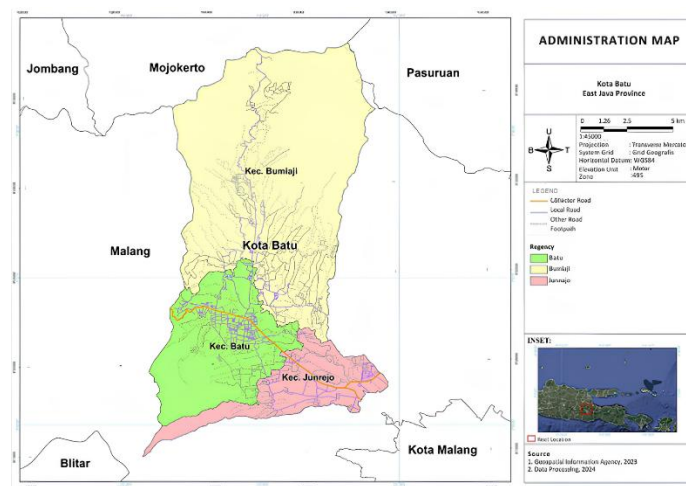 Jombang
Mojokerto
Pasuruan
Kec. Bumiaji
Malang
Kota Batu
Kec. Batu
Kec. Junrejo
Blitar
Kota Malang
ADMINISTRATION MAP
Kota Batu
East Java Province
U
B
T
S
0 1.26 2.5 5 km
1:45000
Projection : Transverse Mercato
System Grid : Grid Geografis
Horizontal Datum: WGS84
Elevation Unit : Meter
Zona : 49S
LEGEND
Collector Road
Local Road
Other Road
Footpath
Regency
Batu
Bumiaji
Junrejo
INSET:
Source
1. Geospatial Information Agency, 2023
2. Data Processing, 2024